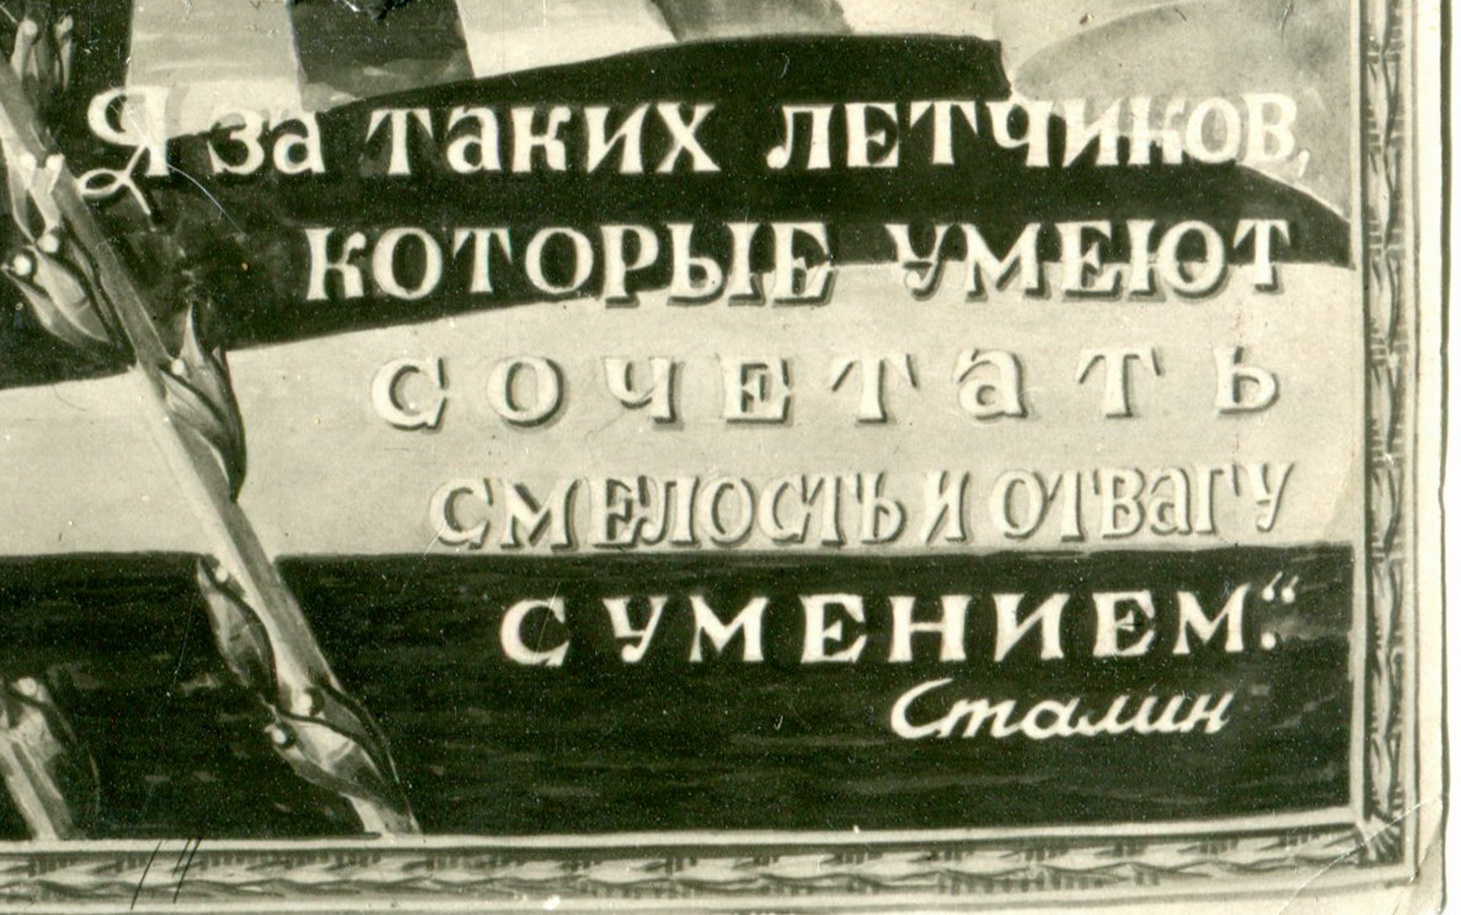 Я за таких летчиков,
которые умеют
сочетать
смелость и отвагу
с умением.“
Сталин